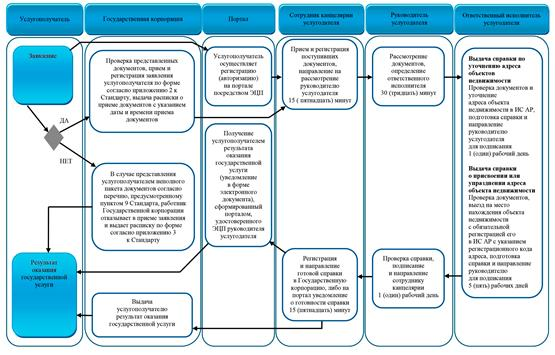 Услугополучатель
Государственная корпорация
Портал
Сотрудник канцелярии
услугодателя
Руководитель
услугодателя
Ответственный исполнитель
услугодателя
Заявление
ДА
НЕТ
Результат
оказания
государственной
услуги
Проверка представленных
документов, прием и
регистрация заявления
услугополучателя по форме
согласно приложению 2 к
Стандарту, выдача расписки о
приеме документов с указанием
даты и времени приема
документов
В случае представления
услугополучателем неполного
пакета документов согласно
перечню, предусмотренному
пунктом 9 Стандарта, работник
Государственной корпорации
отказывает в приеме заявления
и выдает расписку по форме
согласно приложению 3
к Стандарту
Выдача
услугополучателю
результат оказания
государственной услуги
Услугополучатель
осуществляет
регистрацию
(авторизацию)
на портале
посредством ЭЦП
Получение
услугополучателем
результата оказания
государственной
услуги
(уведомление
в форме
электронного
документа),
сформированный
порталом,
удостоверенного
ЭЦП руководителя
услугодателя
Прием и регистрация
поступивших
документов,
направление на
рассмотрение
руководителю
услугодателя
15 (пятнадцать) минут
Регистрация
и направление
готовой справки
в Государственную
корпорацию, либо на
портал уведомление
о готовности справки
15 (пятнадцать) минут
Рассмотрение
документов,
определение
ответственного
исполнителя
30 (тридцать) минут
Проверка справки,
подписание
и направление
сотруднику
канцелярии
1 (один) рабочий день
Выдача справки по
уточнению адреса
объектов
недвижимости
Проверка документов
и уточнение
адреса объекта
недвижимости в ИС АР,
подготовка справки и
направление
руководителю
услугодателя
для подписания
1 (один) рабочий день
Выдача справки
о присвоении или
упразднении адреса
объекта недвижимости
Проверка документов,
выезд на место
нахождения объекта
недвижимости
с обязательной
регистрацией его
в ИС АР с указанием
регистрационного кода
адреса, подготовка
справки и направление
руководителю
для подписания
5 (пять) рабочих дней